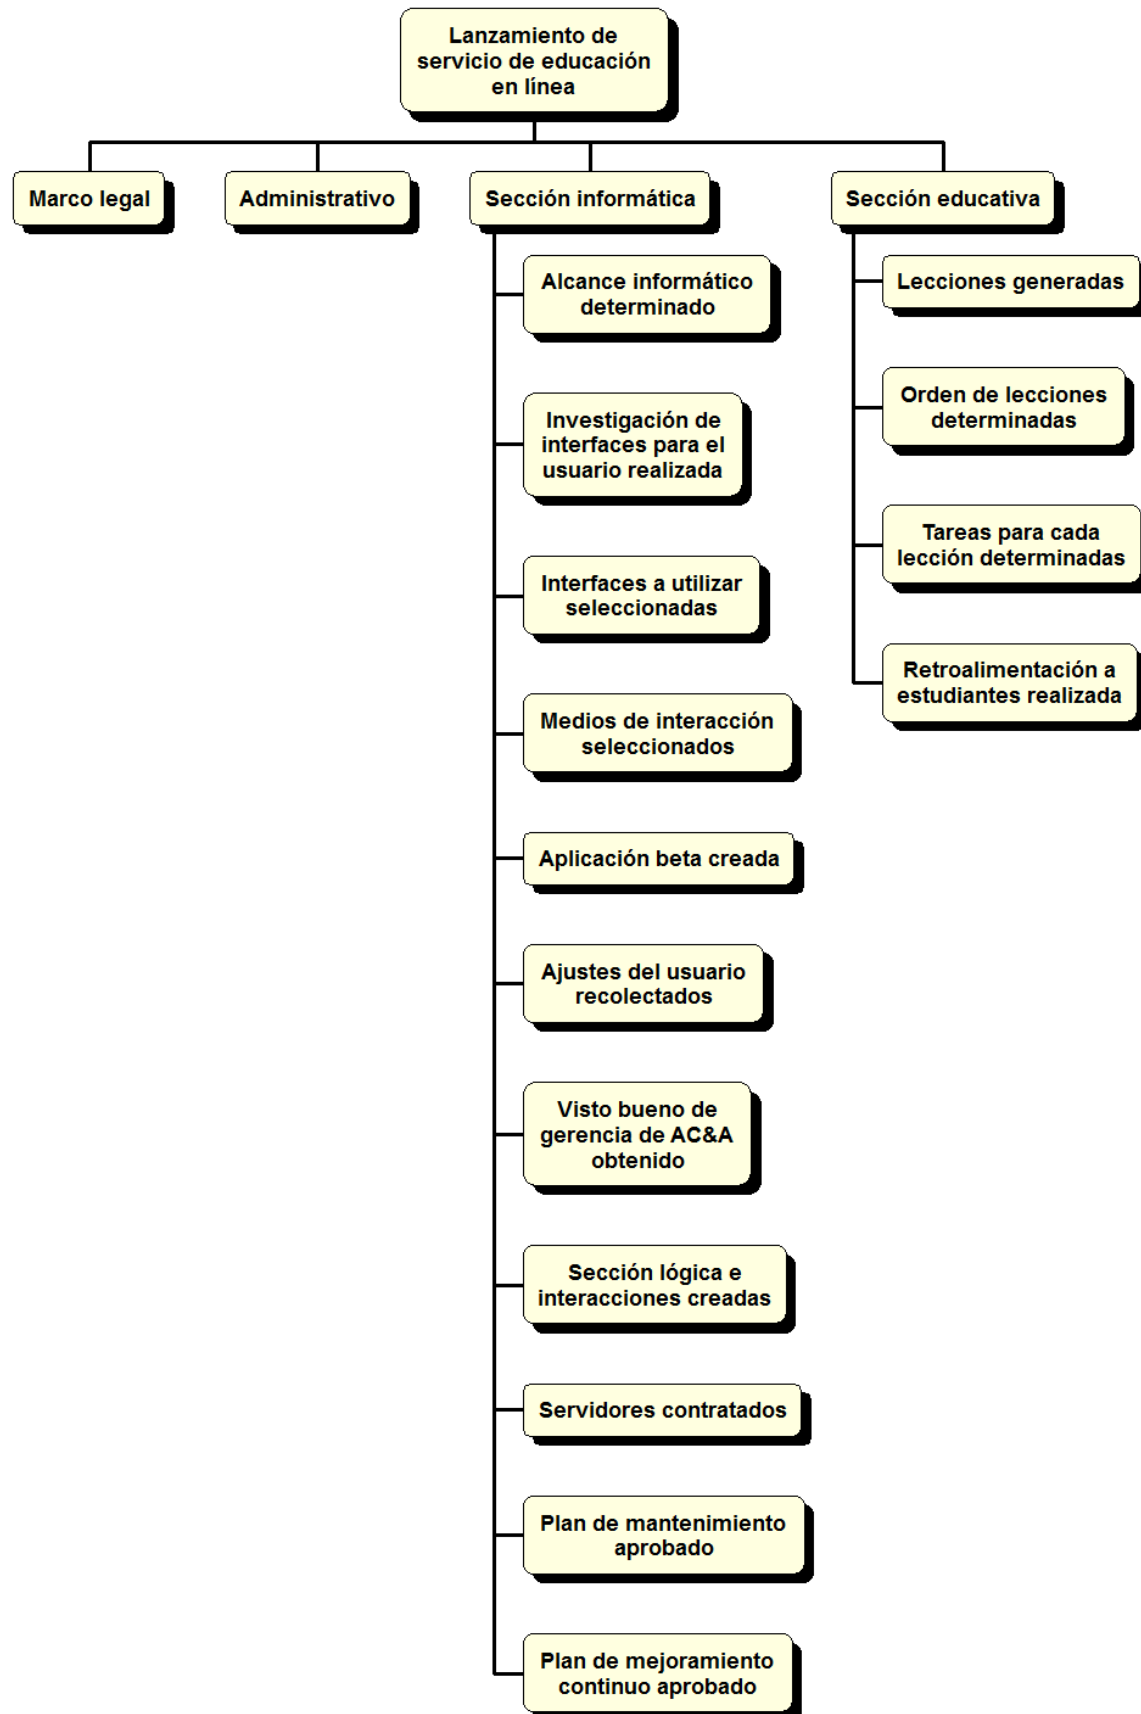 Lanzamiento de
servicio de educación
en línea
Marco legal
Administrativo
Sección informática
Sección educativa
Alcance informático
determinado
Investigación de
interfaces para el
usuario realizada
Interfaces a utilizar
seleccionadas
Medios de interacción
seleccionados
Aplicación beta creada
Ajustes del usuario
recolectados
Visto bueno de
gerencia de AC&A
obtenido
Sección lógica e
interacciones creadas
Servidores contratados
Plan de mantenimiento
aprobado
Plan de mejoramiento
continuo aprobado
Lecciones generadas
Orden de lecciones
determinadas
Tareas para cada
lección determinadas
Retroalimentación a
estudiantes realizada